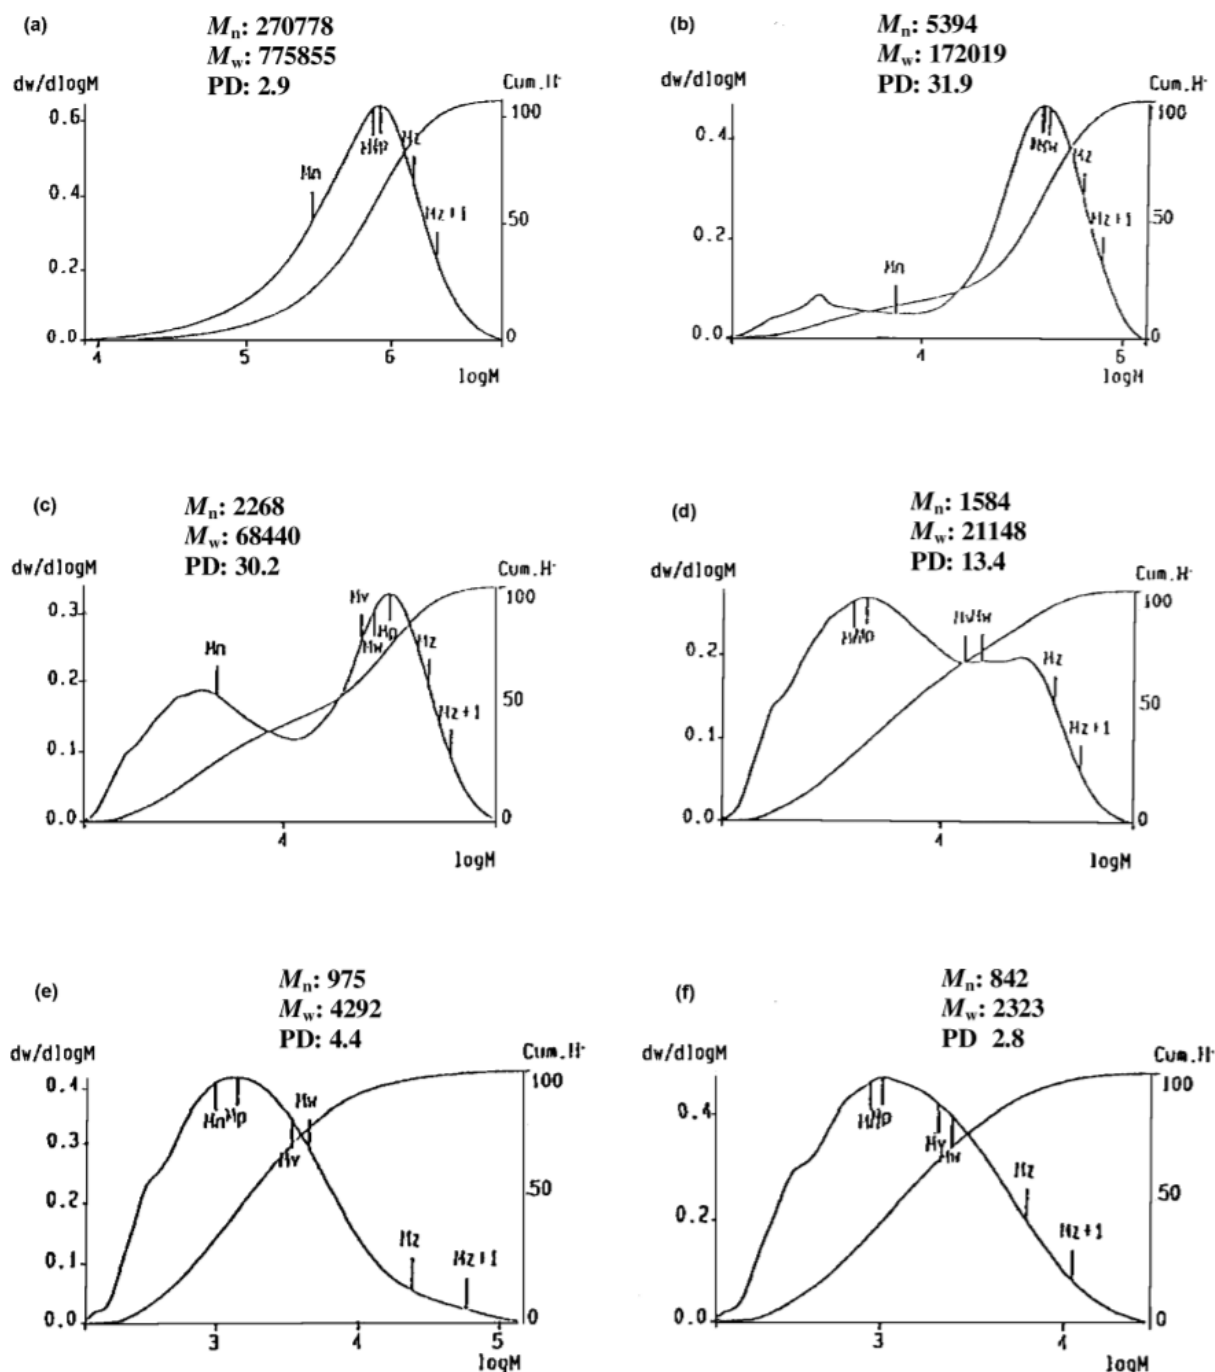 (a)
Mn: 270778
Mw: 775855
PD: 2.9
dw/dlogM
Cum.H
0.6
0.4
0.2
0.0
100
50
0
Mn
Mz
Mz+1
4 5 6
logM
(b)
Mn: 5394
Mw: 172019
PD: 31.9
dw/dlogM
Cum.H
0.4
0.2
0.0
100
50
0
Mn
Mz
Mz+1
4 5
logM
(c)
Mn: 2268
Mw: 68440
PD: 30.2
dw/dlogM
Cum.H
0.3
0.2
0.1
0.0
100
50
0
Mn
Mv
Mw
Mp
Mz
Mz+1
4
logM
(d)
Mn: 1584
Mw: 21148
PD: 13.4
dw/dlogM
Cum.H
0.2
0.1
0.0
100
50
0
Mp
Mv Mw
Mz
Mz+1
4
logM
(e)
Mn: 975
Mw: 4292
PD: 4.4
dw/dlogM
Cum.H
0.4
0.3
0.2
0.1
0.0
100
50
0
Mn Mp
Mw
Mv
Mz
Mz+1
3 4 5
logM
(f)
Mn: 842
Mw: 2323
PD 2.8
dw/dlogM
Cum.H
0.4
0.2
0.0
100
50
0
Mp
Mv
Mw
Mz
Mz+1
3 4
logM